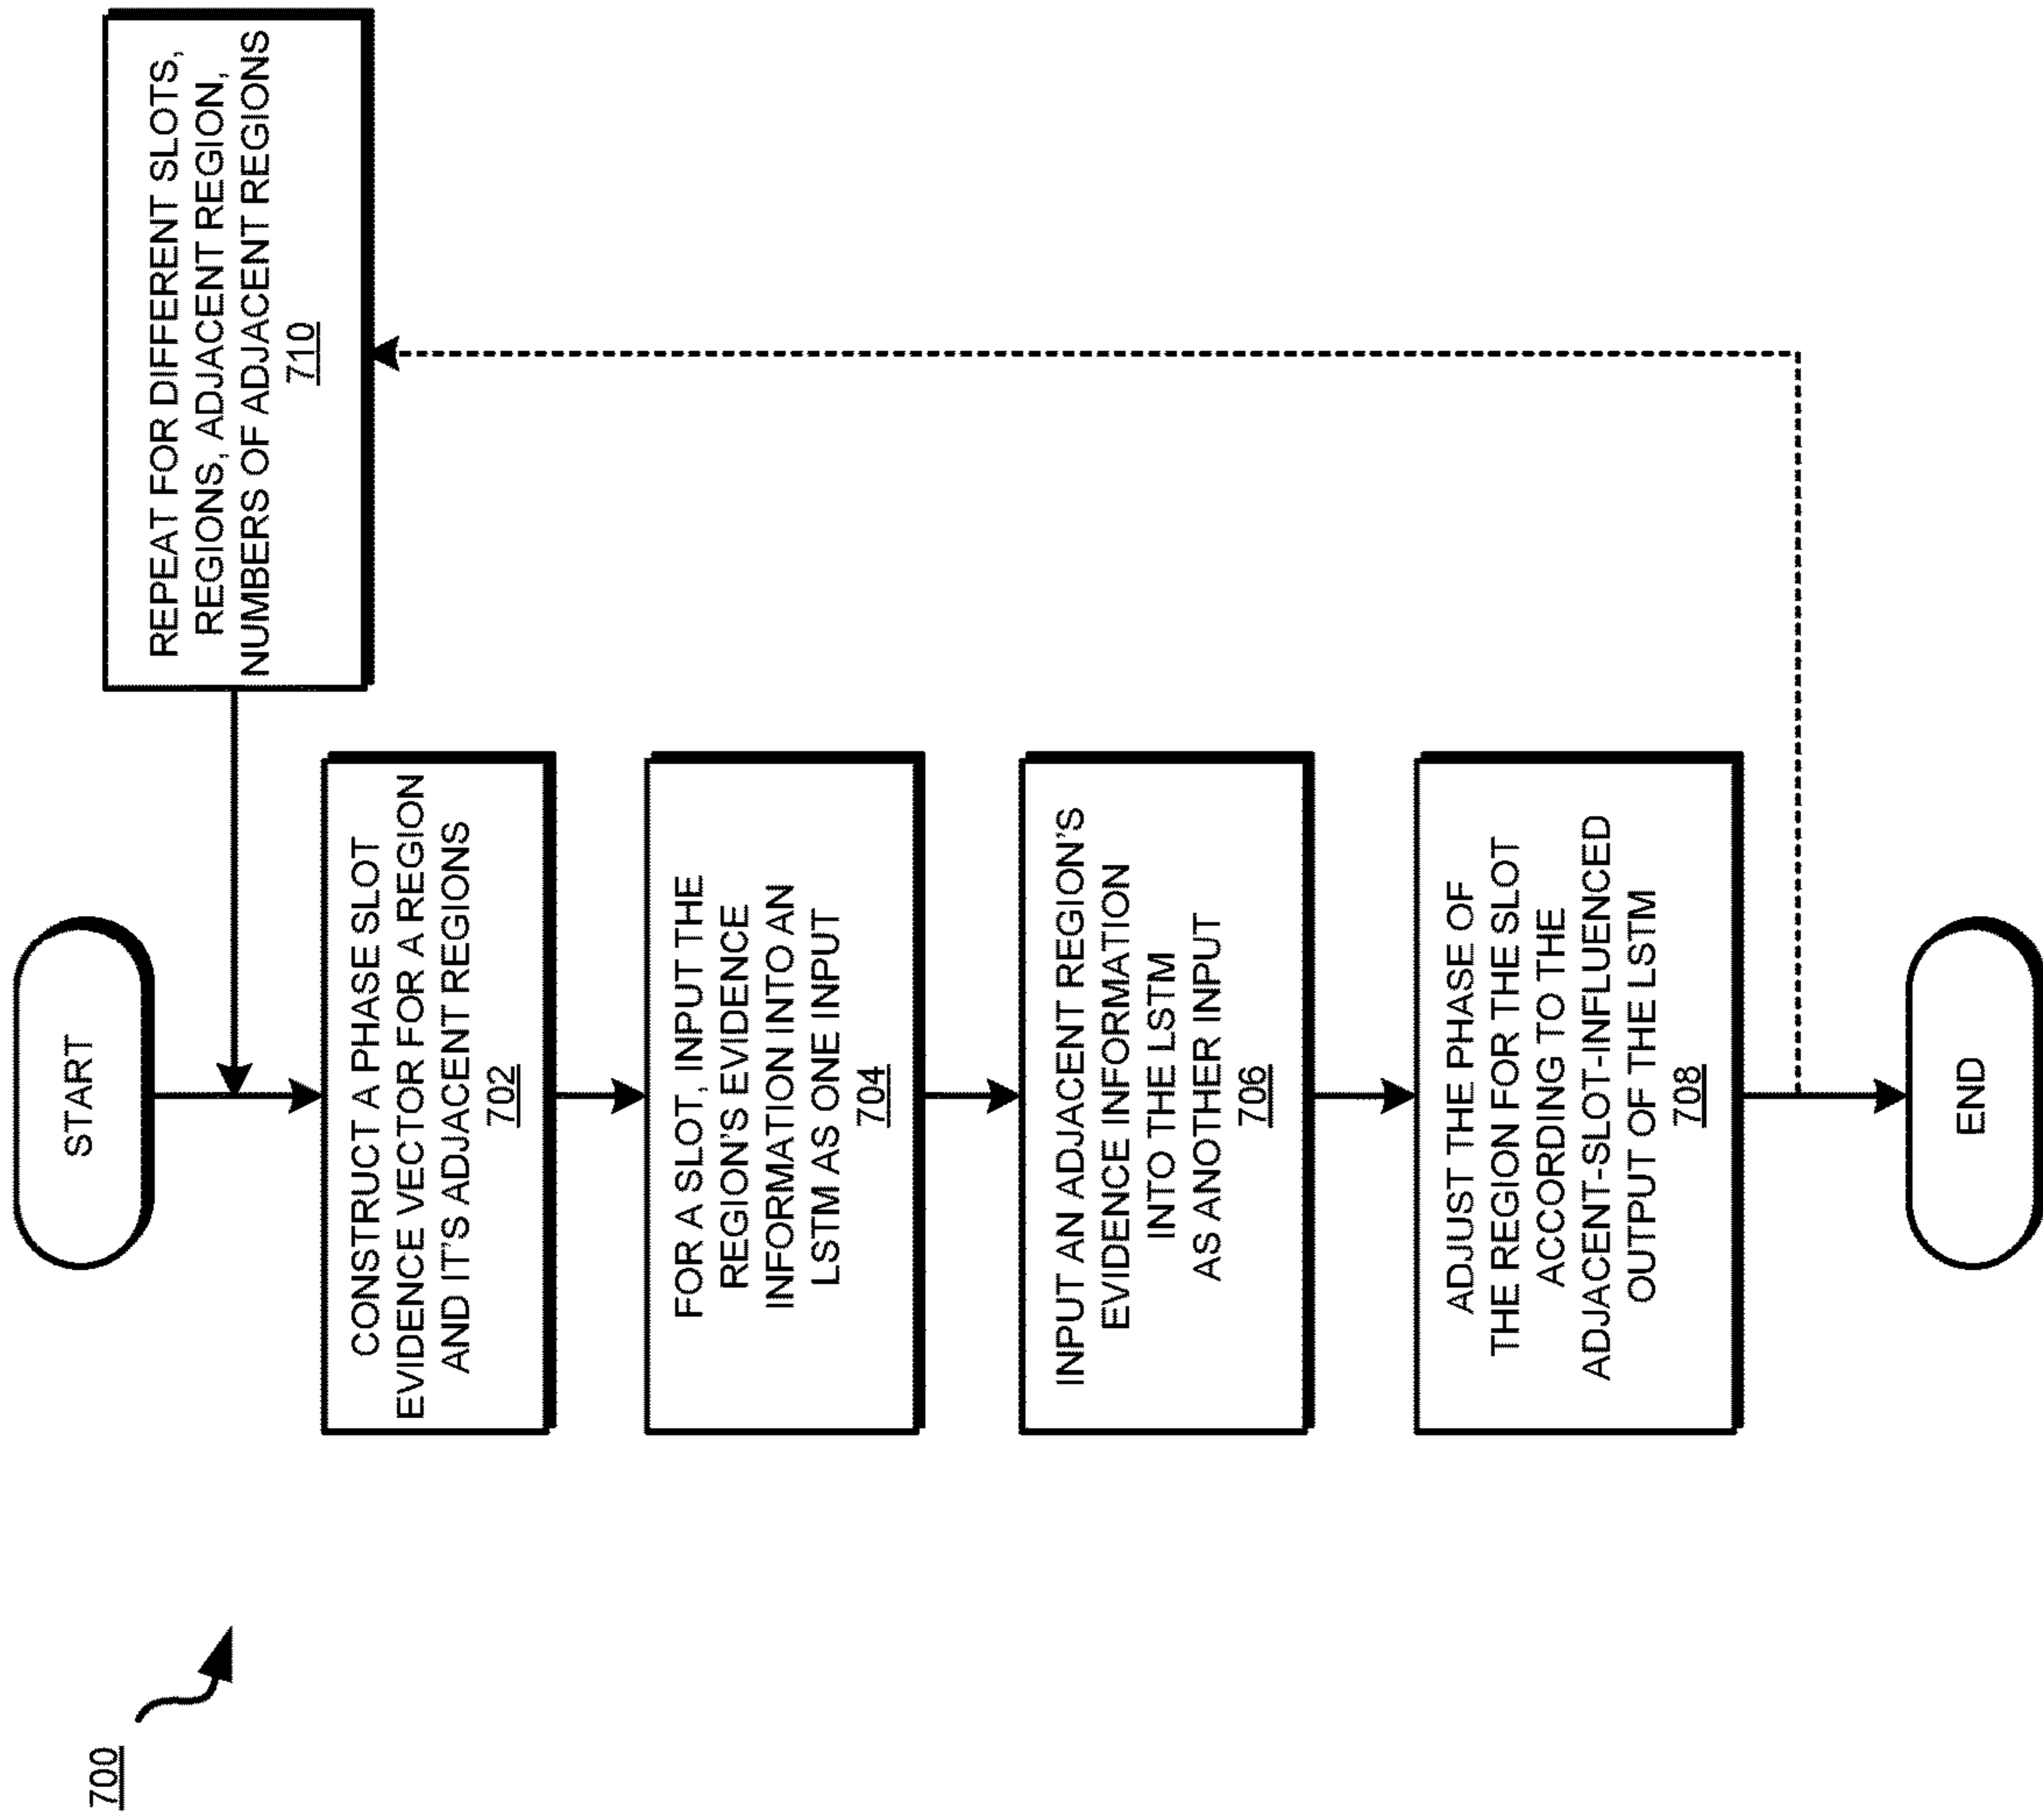 700
START
CONSTRUCT A PHASE SLOT
EVIDENCE VECTOR FOR A REGION
AND IT'S ADJACENT REGIONS
702
FOR A SLOT, INPUT THE
REGION'S EVIDENCE
INFORMATION INTO AN
LSTM AS ONE INPUT
704
INPUT AN ADJACENT REGION'S
EVIDENCE INFORMATION
INTO THE LSTM
AS ANOTHER INPUT
706
ADJUST THE PHASE OF
THE REGION FOR THE SLOT
ACCORDING TO THE
ADJACENT-SLOT-INFLUENCED
OUTPUT OF THE LSTM
708
END
REPEAT FOR DIFFERENT SLOTS,
REGIONS, ADJACENT REGION,
NUMBERS OF ADJACENT REGIONS
710